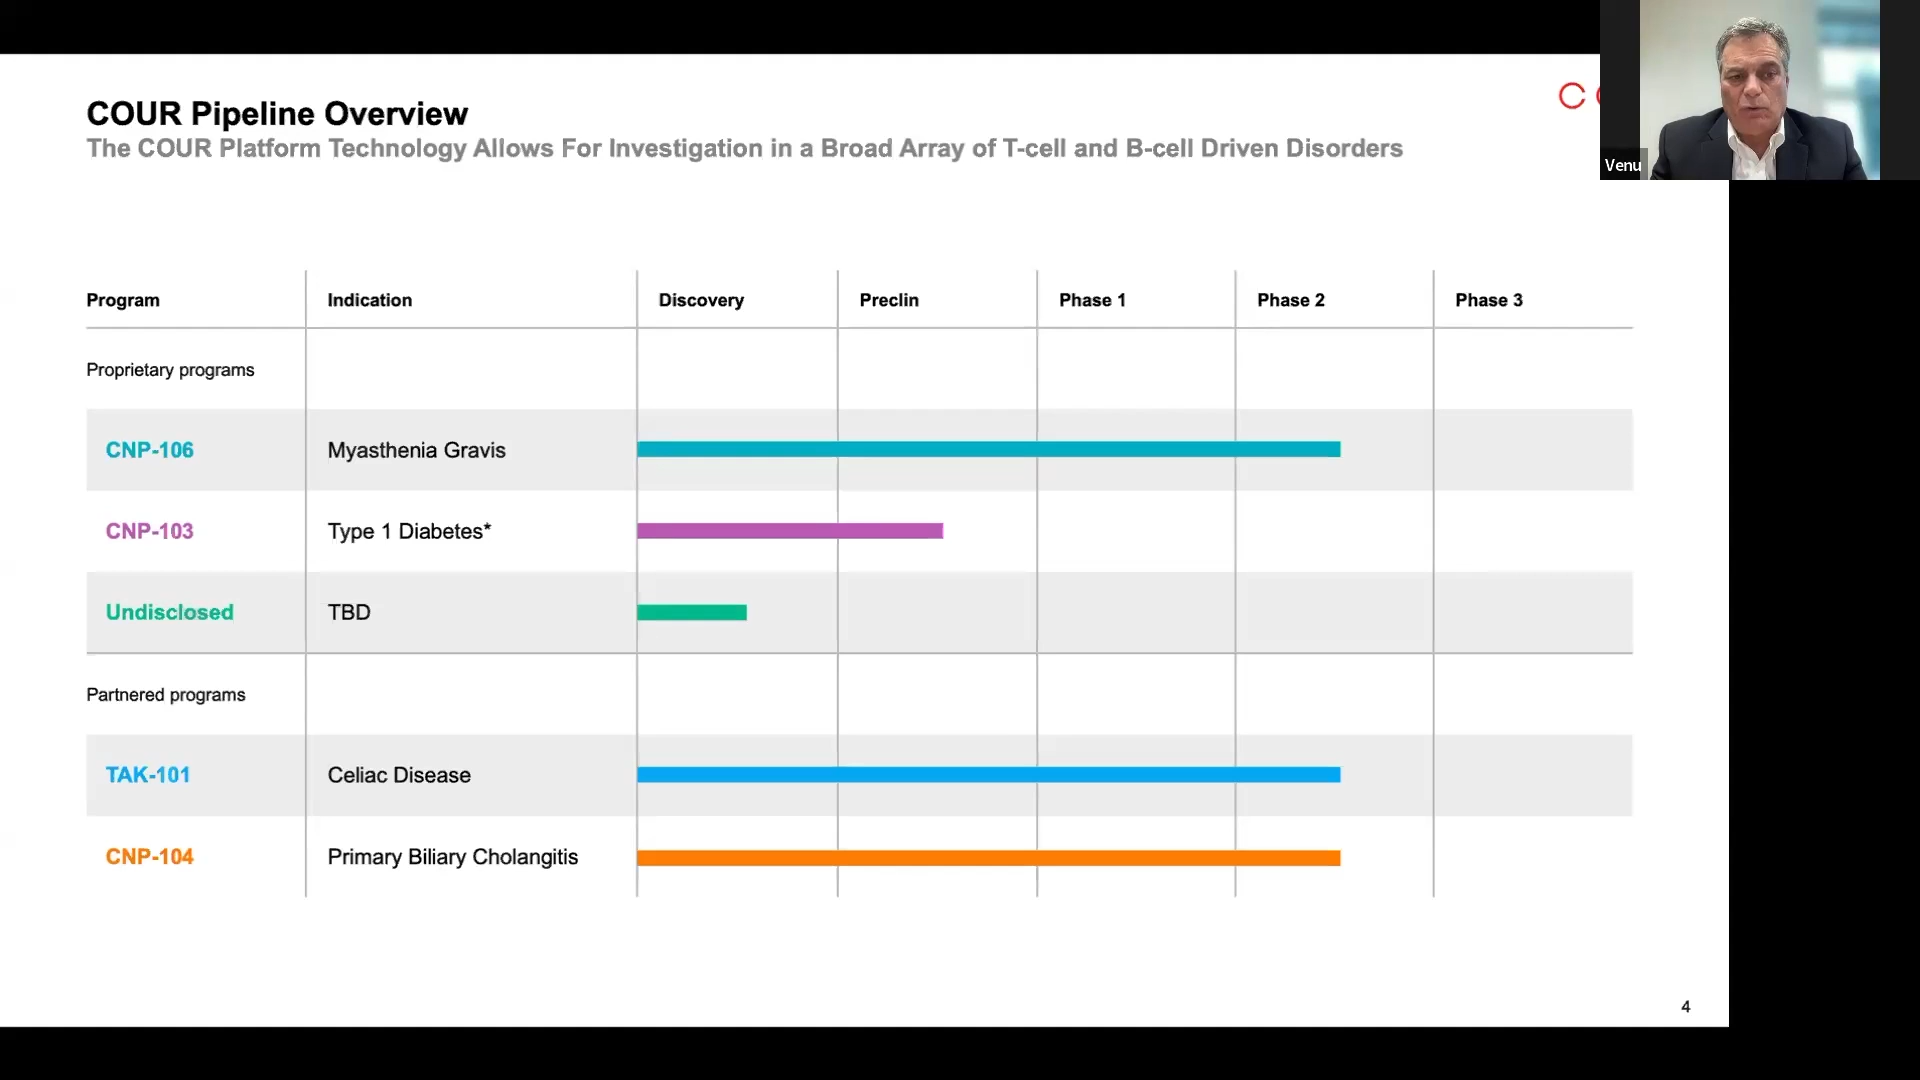 COUR Pipeline Overview
The COUR Platform Technology Allows For Investigation in a Broad Array of T-cell and B-cell Driven Disorders
C
Venu
Program Indication Discovery Preclin Phase 1 Phase 2 Phase 3
Proprietary programs
CNP-106 Myasthenia Gravis
CNP-103 Type 1 Diabetes*
Undisclosed TBD
Partnered programs
TAK-101 Celiac Disease
CNP-104 Primary Biliary Cholangitis
4